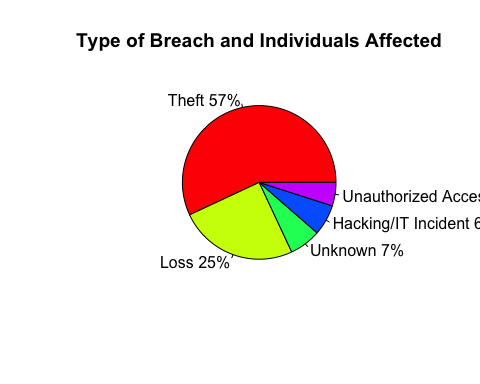 Type of Breach and Individuals Affected
Theft 57%
Unauthorized Acces
Hacking/IT Incident 6
Unknown 7%
Loss 25%